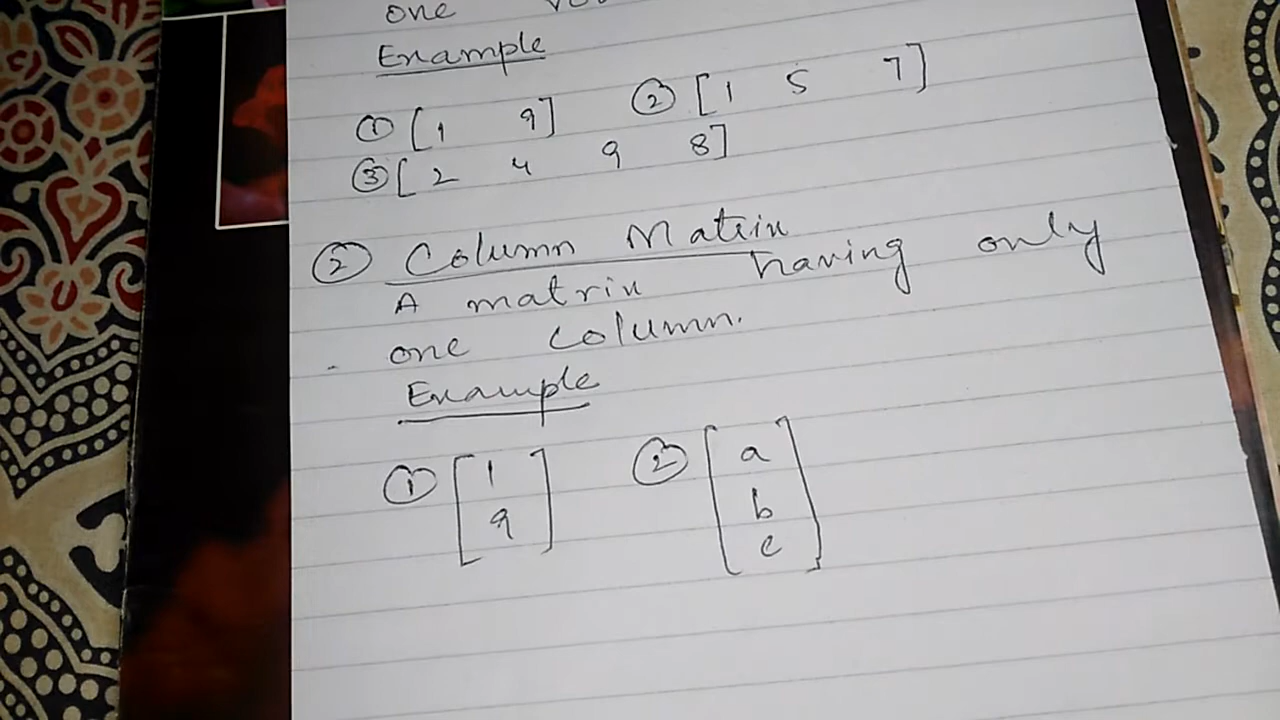 one
Example
① [1 9] ② [1 5 7]
③ [2 4 9 8]
② Column Matrix
A matrix having only
one column.
Example
① [1 ② [a
9] b
c]